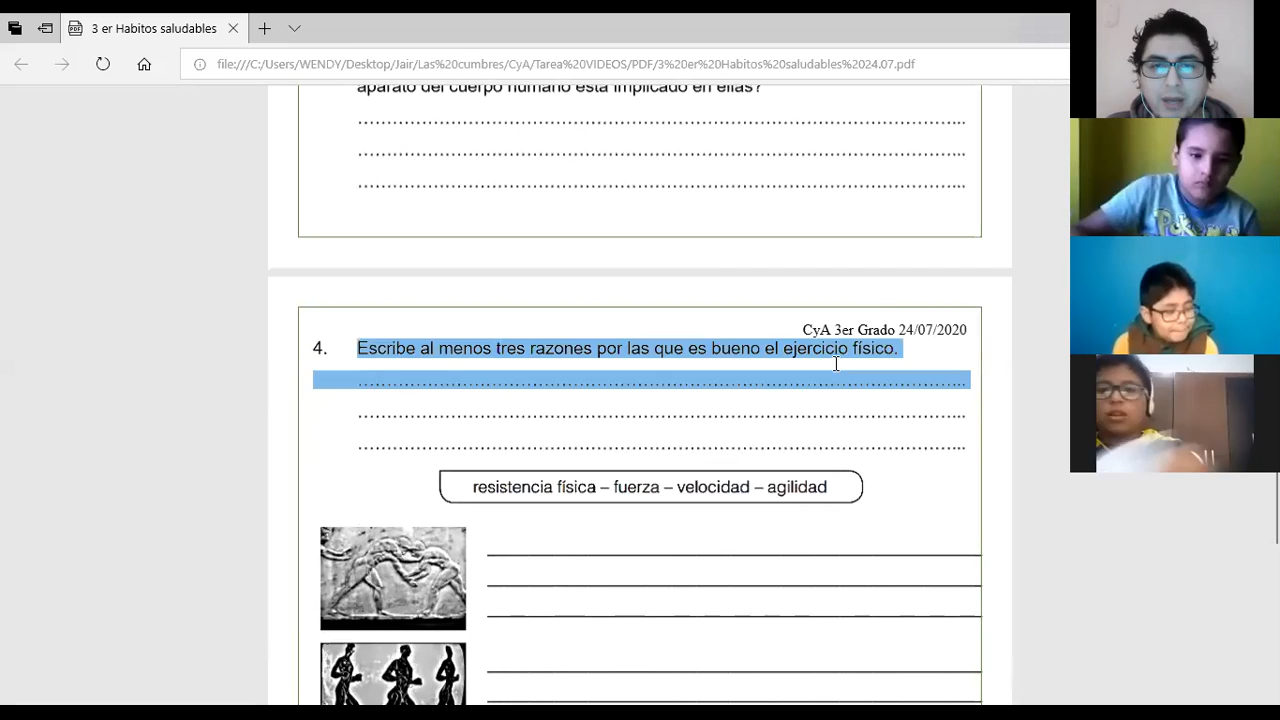 3 er Habitos saludables
file:///C:/Users/WENDY/Desktop/Jair/Las%20cumbres/CyA/Tarea%20VIDEOS/PDF/3%20er%20Habitos%20saludables%2024.07.pdf
aparato del cuerpo humano está implicado en ellas?
CyA 3er Grado 24/07/2020
4. Escribe al menos tres razones por las que es bueno el ejercicio físico.
resistencia física – fuerza – velocidad – agilidad